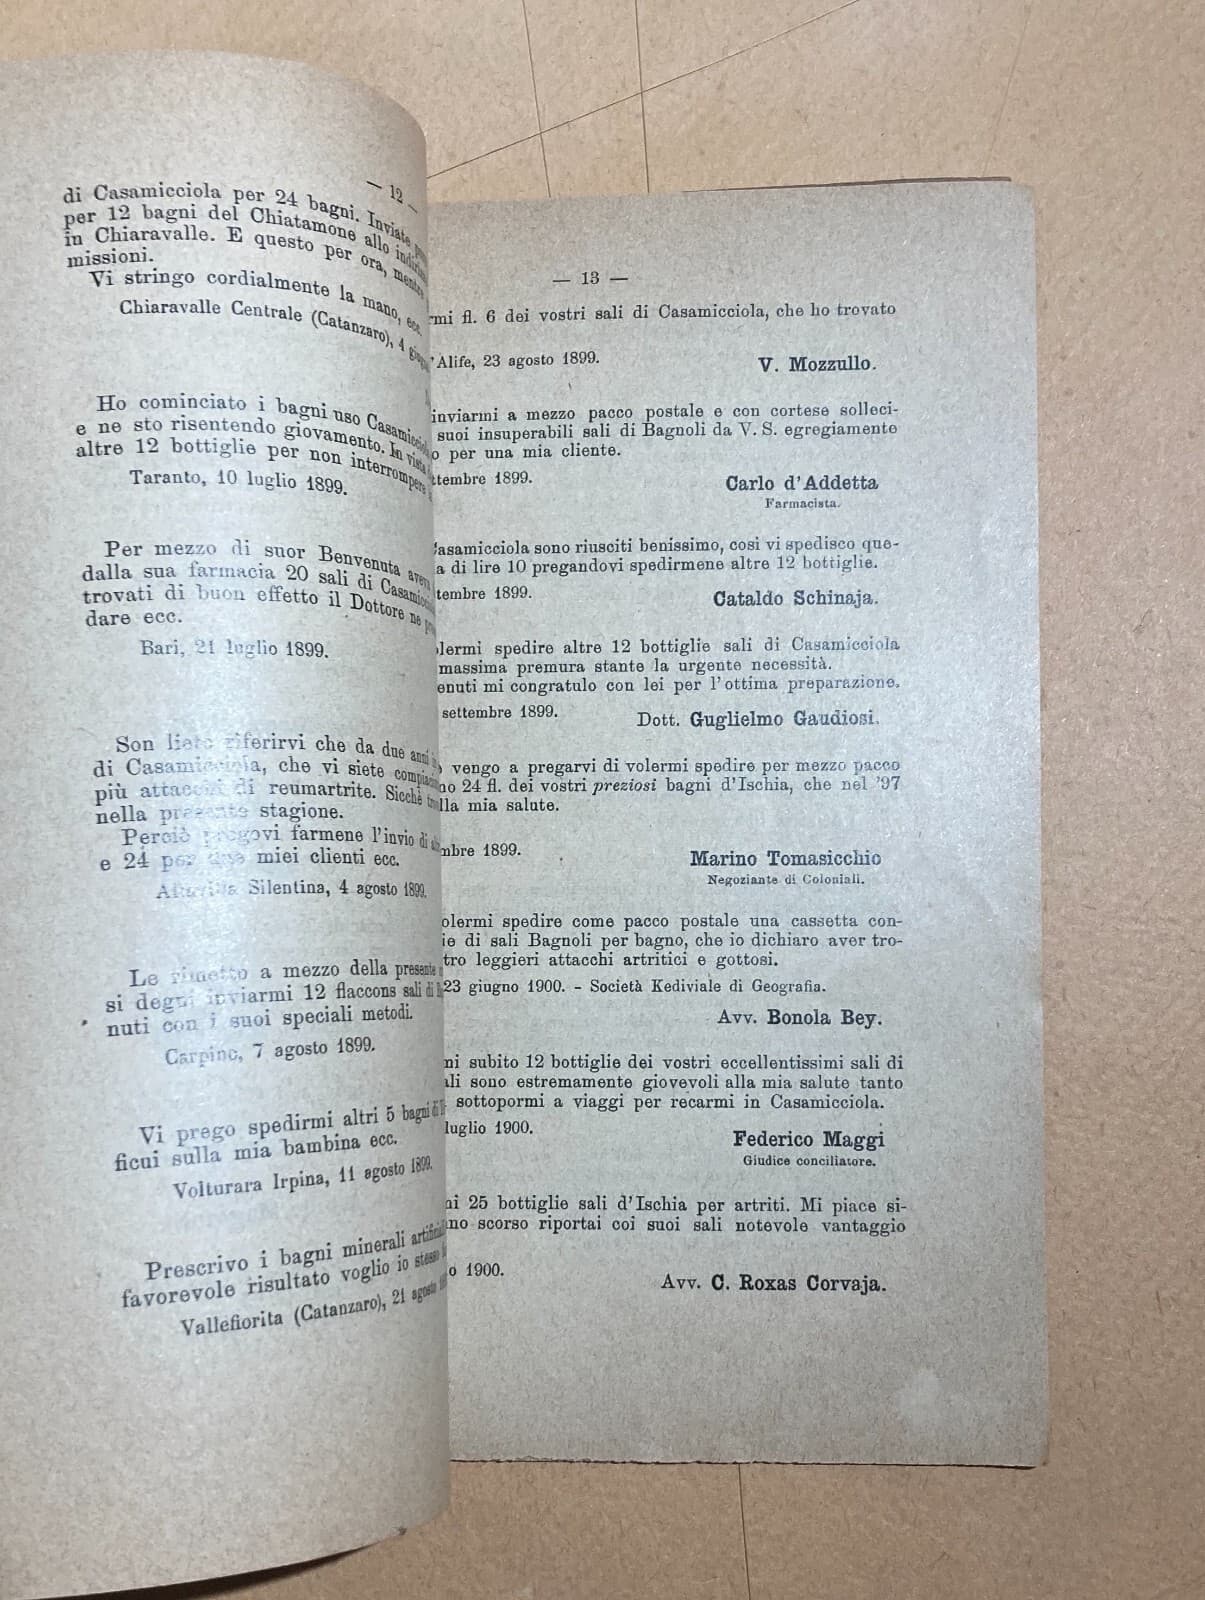 — 12 —
di Casamicciola per 24 bagni. Inviate
per 12 bagni del Chiatamone allo
in Chiaravalle. E questo per ora, mentre
missioni.
Vi stringo cordialmente la mano, ecc.
Chiaravalle Centrale (Catanzaro), 4
Ho cominciato i bagni uso
e ne sto risentendo giovamento. In vista
altre 12 bottiglie per non interrompere
Taranto, 10 luglio 1899.
Per mezzo di suor Benvenuta
dalla sua farmacia 20 sali di
trovati di buon effetto il Dottore ne
dare ecc.
Bari, 21 luglio 1899.
Son lieto riferirvi che da due anni
di Casamicciola, che vi siete
più attacchi di reumartrite. Sicchè
nella presente stagione.
Perciò pregovi farmene l'invio di
e 24 per due miei clienti ecc.
Altavilla Silentina, 4 agosto 1899.
Le rimetto a mezzo della presente
si degni inviarmi 12 flaccons sali di
nuti con i suoi speciali metodi.
Carpino, 7 agosto 1899.
Vi prego spedirmi altri 5 bagni di
ficui sulla mia bambina ecc.
Volturara Irpina, 11 agosto 1899.
Prescrivo i bagni minerali
favorevole risultato voglio io stesso
Vallefiorita (Catanzaro), 21 agosto
— 13 —
rmi fl. 6 dei vostri sali di Casamicciola, che ho trovato
'Alife, 23 agosto 1899.
V. Mozzullo.
inviarmi a mezzo pacco postale e con cortese solleci-
suoi insuperabili sali di Bagnoli da V. S. egregiamente
o per una mia cliente.
ttembre 1899.
Carlo d'Addetta
Farmacista.
Casamicciola sono riusciti benissimo, così vi spedisco que-
a di lire 10 pregandovi spedirmene altre 12 bottiglie.
tembre 1899.
Cataldo Schinaja.
lermi spedire altre 12 bottiglie sali di Casamicciola
massima premura stante la urgente necessità.
enuti mi congratulo con lei per l'ottima preparazione.
settembre 1899.
Dott. Guglielmo Gaudiosi.
vengo a pregarvi di volermi spedire per mezzo pacco
no 24 fl. dei vostri preziosi bagni d'Ischia, che nel '97
lla mia salute.
mbre 1899.
Marino Tomasicchio
Negoziante di Coloniali.
olermi spedire come pacco postale una cassetta con-
ie di sali Bagnoli per bagno, che io dichiaro aver tro-
tro leggieri attacchi artritici e gottosi.
23 giugno 1900. - Società Kediviale di Geografia.
Avv. Bonola Bey.
ni subito 12 bottiglie dei vostri eccellentissimi sali di
ali sono estremamente giovevoli alla mia salute tanto
sottopormi a viaggi per recarmi in Casamicciola.
luglio 1900.
Federico Maggi
Giudice conciliatore.
ni 25 bottiglie sali d'Ischia per artriti. Mi piace si-
no scorso riportai coi suoi sali notevole vantaggio
o 1900.
Avv. C. Roxas Corvaja.